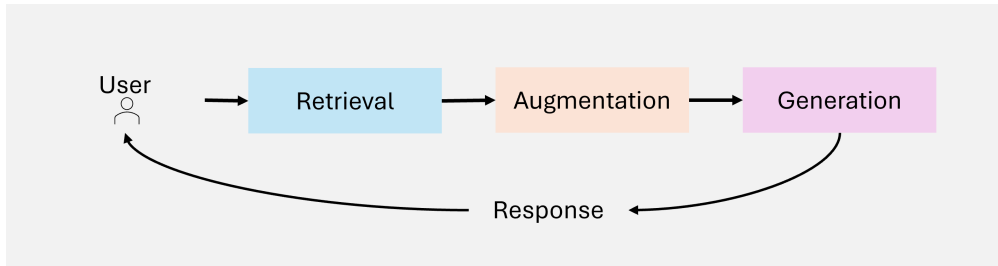 User
Retrieval
Augmentation
Generation
Response